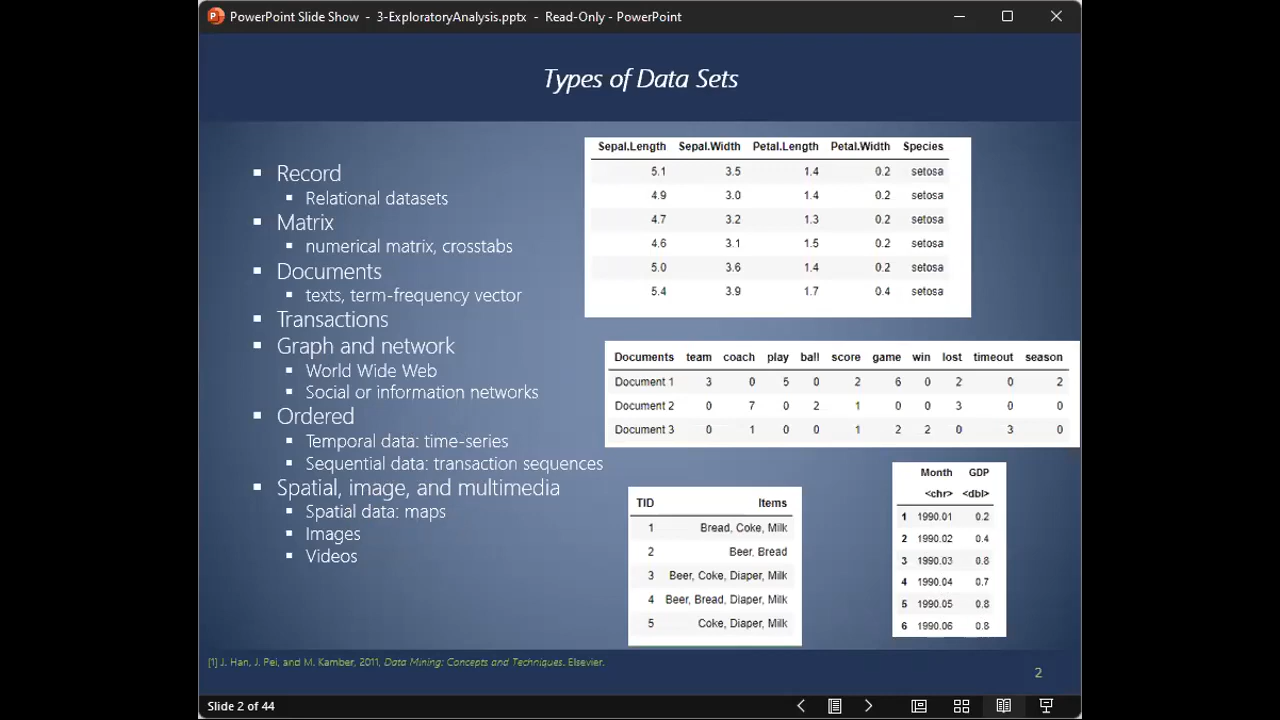 PowerPoint Slide Show - 3-ExploratoryAnalysis.pptx - Read-Only - PowerPoint
Types of Data Sets
▪ Record
▪ Relational datasets
▪ Matrix
▪ numerical matrix, crosstabs
▪ Documents
▪ texts, term-frequency vector
▪ Transactions
▪ Graph and network
▪ World Wide Web
▪ Social or information networks
▪ Ordered
▪ Temporal data: time-series
▪ Sequential data: transaction sequences
▪ Spatial, image, and multimedia
▪ Spatial data: maps
▪ Images
▪ Videos
Sepal.Length Sepal.Width Petal.Length Petal.Width Species
5.1 3.5 1.4 0.2 setosa
4.9 3.0 1.4 0.2 setosa
4.7 3.2 1.3 0.2 setosa
4.6 3.1 1.5 0.2 setosa
5.0 3.6 1.4 0.2 setosa
5.4 3.9 1.7 0.4 setosa
Documents team coach play ball score game win lost timeout season
Document 1 3 0 5 0 2 6 0 2 0 2
Document 2 0 7 0 2 1 0 0 3 0 0
Document 3 0 1 0 0 1 2 2 0 3 0
TID Items
1 Bread, Coke, Milk
2 Beer, Bread
3 Beer, Coke, Diaper, Milk
4 Beer, Bread, Diaper, Milk
5 Coke, Diaper, Milk
Month GDP
<chr> <dbl>
1 1990.01 0.2
2 1990.02 0.4
3 1990.03 0.8
4 1990.04 0.7
5 1990.05 0.8
6 1990.06 0.8
[1] J. Han, J. Pei, and M. Kamber, 2011, Data Mining: Concepts and Techniques. Elsevier.
2
Slide 2 of 44